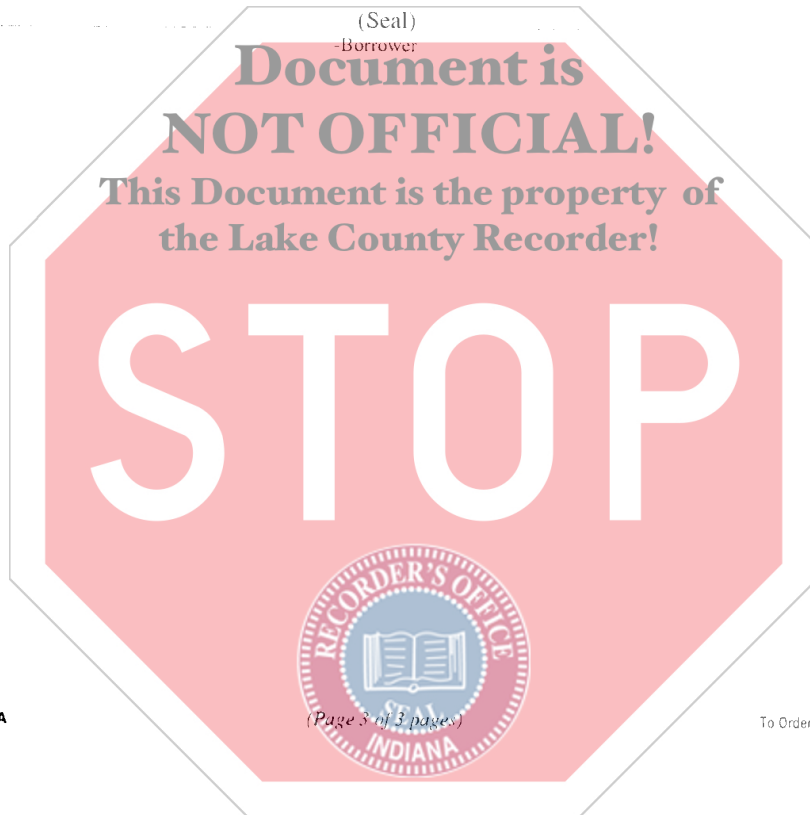 (Seal)
-Borrower
Document is
NOT OFFICIAL!
This Document is the property of
the Lake County Recorder!
STOP
RECORDER'S OFFICE
SEAL
INDIANA
A
(Page 3 of 3 pages)
To Order